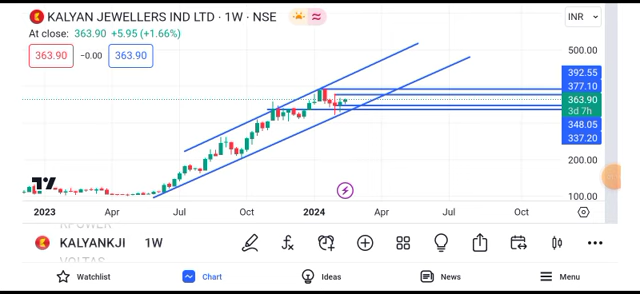 KALYAN JEWELLERS IND LTD · 1W · NSE
INR
At close: 363.90 +5.95 (+1.66%)
363.90 −0.00 363.90
500.00
392.55
377.10
363.90
3d 7h
348.05
337.20
200.00
100.00
2023 Apr Jul Oct 2024 Apr Jul Oct
KALYANKJI 1W
VOLTAS
Watchlist Chart Ideas News Menu